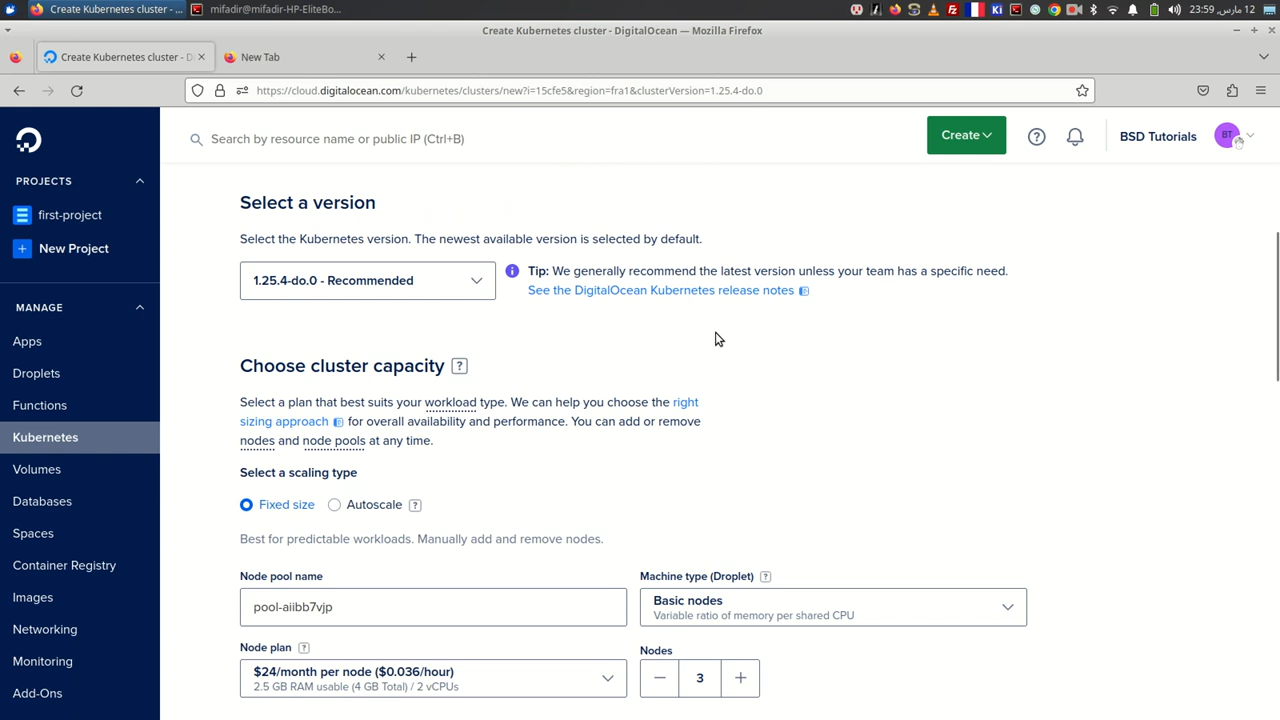 Create Kubernetes cluster - ...
mifadir@mifadir-HP-EliteBo...
12 مارس, 23:59
Create Kubernetes cluster - DigitalOcean — Mozilla Firefox
Create Kubernetes cluster - D
New Tab
https://cloud.digitalocean.com/kubernetes/clusters/new?i=15cfe5&region=fra1&clusterVersion=1.25.4-do.0
Search by resource name or public IP (Ctrl+B)
Create
BSD Tutorials
BT
PROJECTS
first-project
New Project
MANAGE
Apps
Droplets
Functions
Kubernetes
Volumes
Databases
Spaces
Container Registry
Images
Networking
Monitoring
Add-Ons
Select a version
Select the Kubernetes version. The newest available version is selected by default.
1.25.4-do.0 - Recommended
Tip: We generally recommend the latest version unless your team has a specific need.
See the DigitalOcean Kubernetes release notes
Choose cluster capacity ?
Select a plan that best suits your workload type. We can help you choose the right
sizing approach for overall availability and performance. You can add or remove
nodes and node pools at any time.
Select a scaling type
Fixed size Autoscale ?
Best for predictable workloads. Manually add and remove nodes.
Node pool name
pool-aiibb7vjp
Machine type (Droplet) ?
Basic nodes
Variable ratio of memory per shared CPU
Node plan ?
$24/month per node ($0.036/hour)
2.5 GB RAM usable (4 GB Total) / 2 vCPUs
Nodes
3